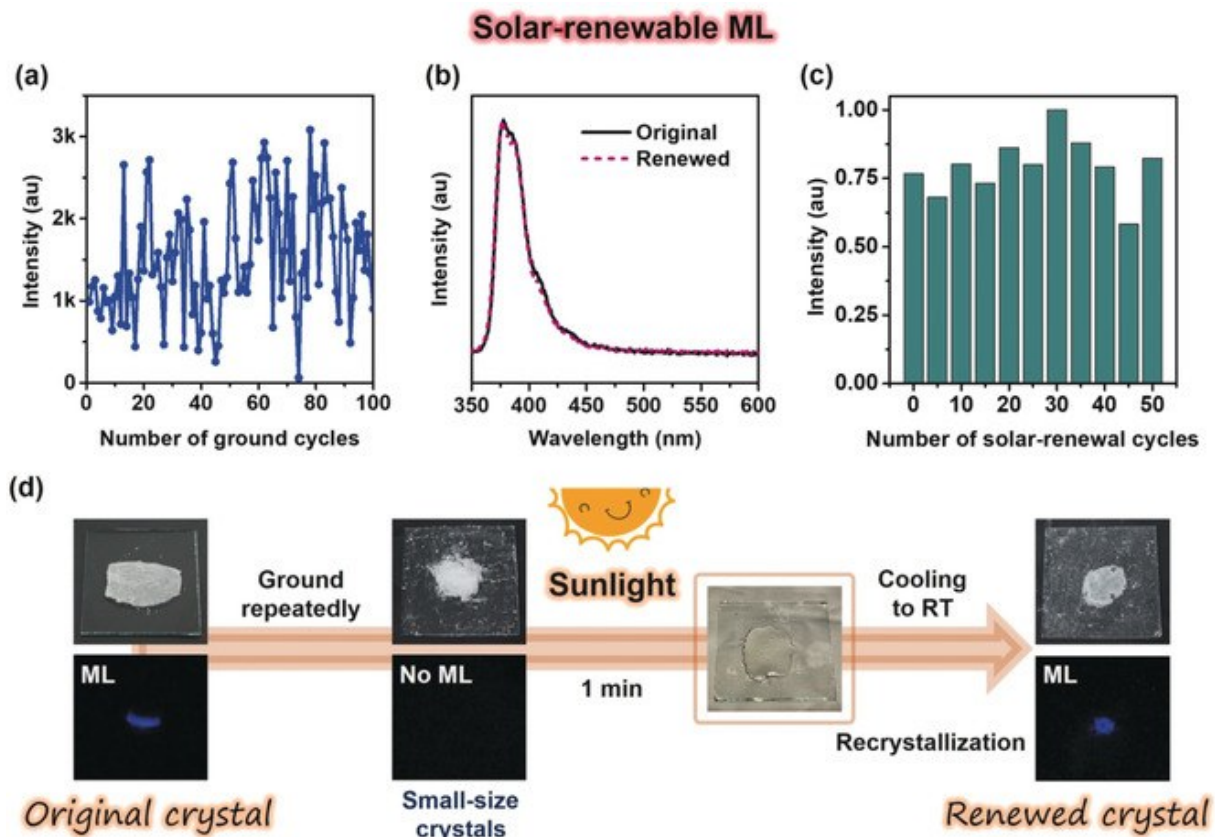 Solar-renewable ML
(a)
3k
2k
1k
0
Intensity (au)
0 20 40 60 80 100
Number of ground cycles
(b)
Original
Renewed
Intensity (au)
350 400 450 500 550 600
Wavelength (nm)
(c)
1.00
0.75
0.50
0.25
0.00
Intensity (au)
0 10 20 30 40 50
Number of solar-renewal cycles
(d)
Ground
repeatedly
Sunlight
1 min
Cooling
to RT
Recrystallization
ML
No ML
ML
Original crystal
Small-size
crystals
Renewed crystal